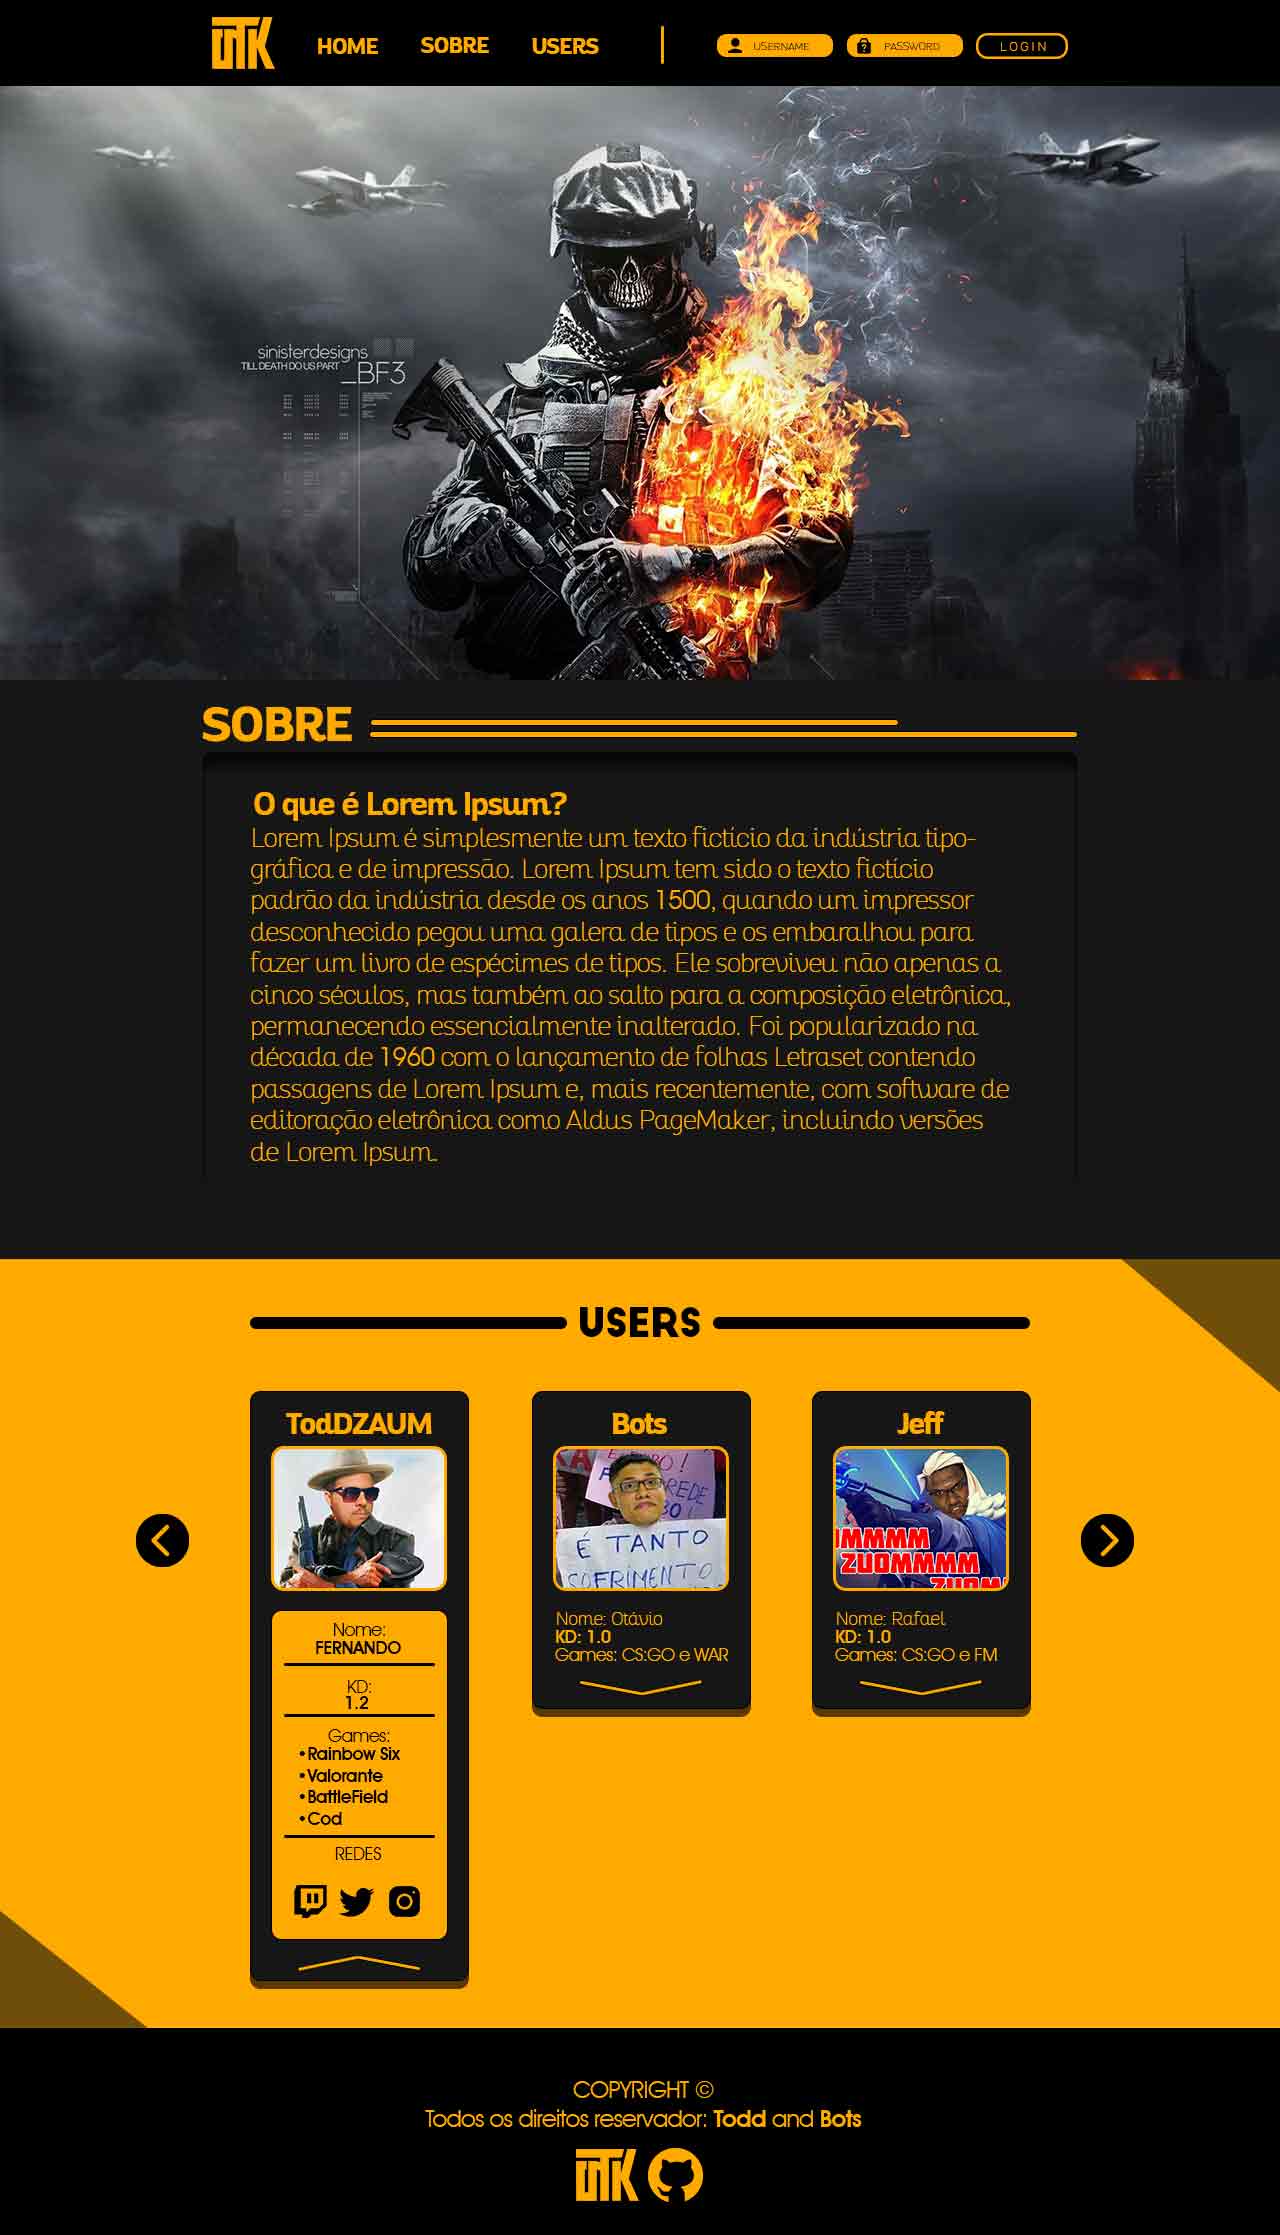 UTK
HOME SOBRE USERS
USERNAME PASSWORD LOGIN
sinisterdesigns
TILL DEATH DO US PART
_BF3
SOBRE
O que é Lorem Ipsum?
Lorem Ipsum é simplesmente um texto fictício da indústria tipo-
gráfica e de impressão. Lorem Ipsum tem sido o texto fictício
padrão da indústria desde os anos 1500, quando um impressor
desconhecido pegou uma galera de tipos e os embaralhou para
fazer um livro de espécimes de tipos. Ele sobreviveu não apenas a
cinco séculos, mas também ao salto para a composição eletrônica,
permanecendo essencialmente inalterado. Foi popularizado na
década de 1960 com o lançamento de folhas Letraset contendo
passagens de Lorem Ipsum e, mais recentemente, com software de
editoração eletrônica como Aldus PageMaker, incluindo versões
de Lorem Ipsum.
USERS
TodDZAUM
Nome:
FERNANDO
KD:
1.2
Games:
•Rainbow Six
•Valorante
•BattleField
•Cod
REDES
Bots
REDE
É TANTO
SOFRIMENTO
Nome: Otávio
KD: 1.0
Games: CS:GO e WAR
Jeff
ZUOMMMM
Nome: Rafael
KD: 1.0
Games: CS:GO e FM
COPYRIGHT ©
Todos os direitos reservador: Todd and Bots
UTK